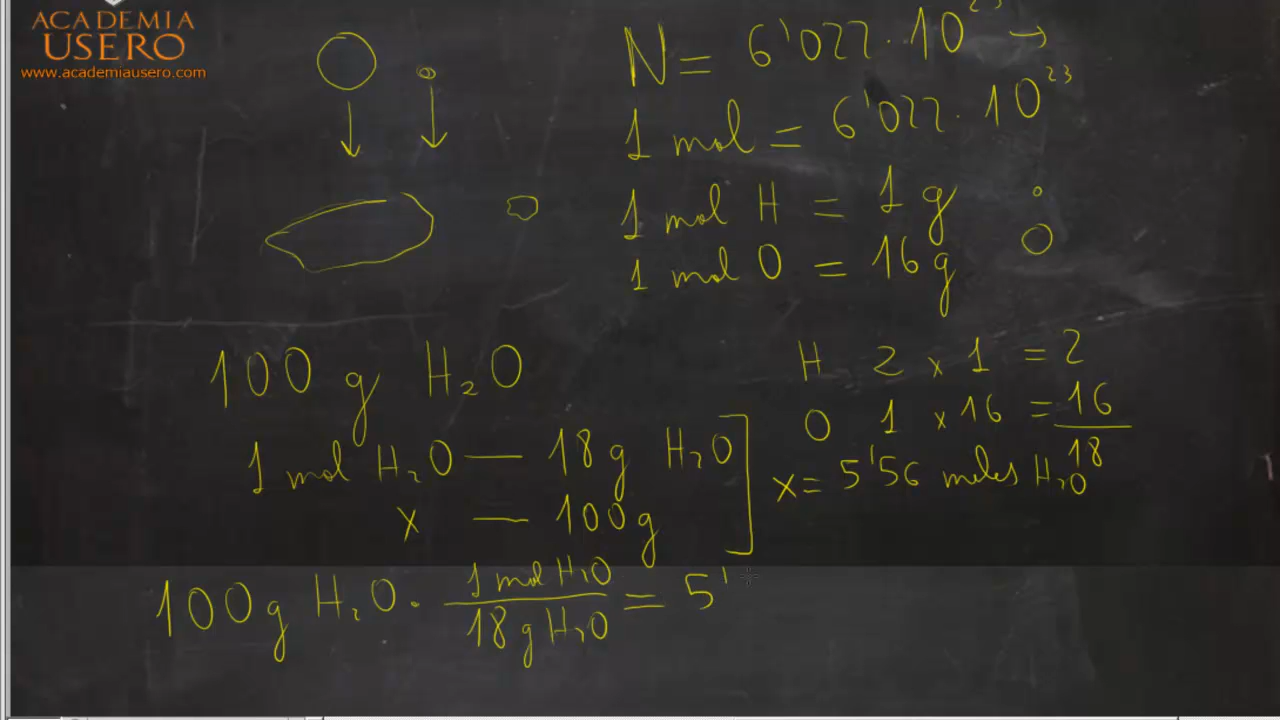 ACADEMIA
USERO
www.academiausero.com
N = 6'022 · 10²³ →
1 mol = 6'022 · 10²³
1 mol H = 1 g
1 mol O = 16 g
100 g H₂O
H 2 x 1 = 2
O 1 x 16 = 16
18
1 mol H₂O — 18 g H₂O
x — 100 g
x = 5'56 moles H₂O
100 g H₂O · 1 mol H₂O / 18 g H₂O = 5'